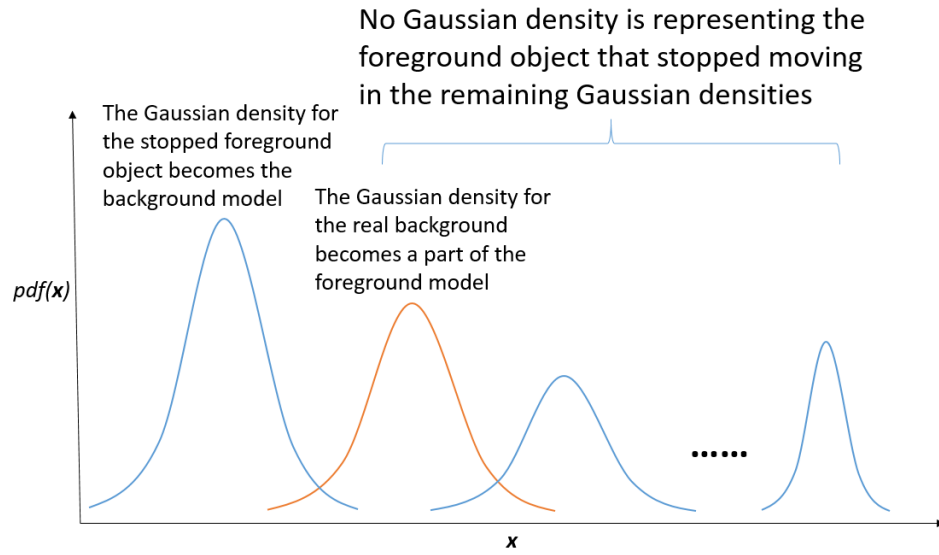 No Gaussian density is representing the
foreground object that stopped moving
in the remaining Gaussian densities
The Gaussian density for
the stopped foreground
object becomes the
background model
The Gaussian density for
the real background
becomes a part of the
foreground model
pdf(x)
......
x